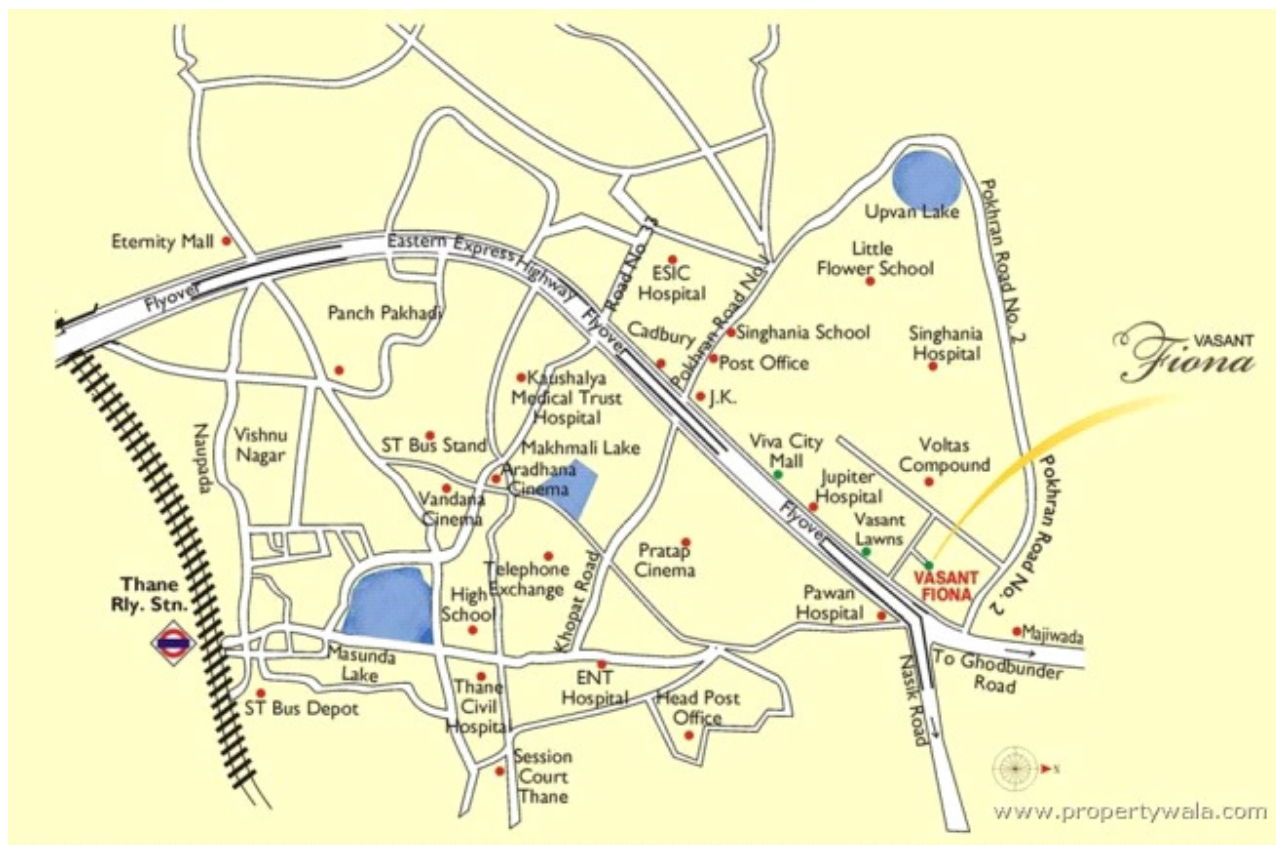 Upvan Lake
Pokhran Road No. 2
Eternity Mall
Flyover
Eastern Express Highway
Road No. 33
ESIC
Hospital
Little
Flower School
Panch Pakhadi
Flyover
Cadbury
Pokhran Road No.1
Singhania School
Post Office
J.K.
Singhania
Hospital
VASANT
Fiona
Kaushalya
Medical Trust
Hospital
Naupada
Vishnu
Nagar
ST Bus Stand
Makhmali Lake
Aradhana
Cinema
Vandana
Cinema
Viva City
Mall
Jupiter
Hospital
Voltas
Compound
Flyover
Vasant
Lawns
Pokhran Road No. 2
Thane
Rly. Stn.
High
School
Telephone
Exchange
Khopat Road
Pratap
Cinema
Pawan
Hospital
VASANT
FIONA
Majiwada
To Ghodbunder
Road
Nasik Road
Masunda
Lake
ST Bus Depot
Thane
Civil
Hospital
ENT
Hospital
Head Post
Office
Session
Court
Thane
N
www.propertywala.com